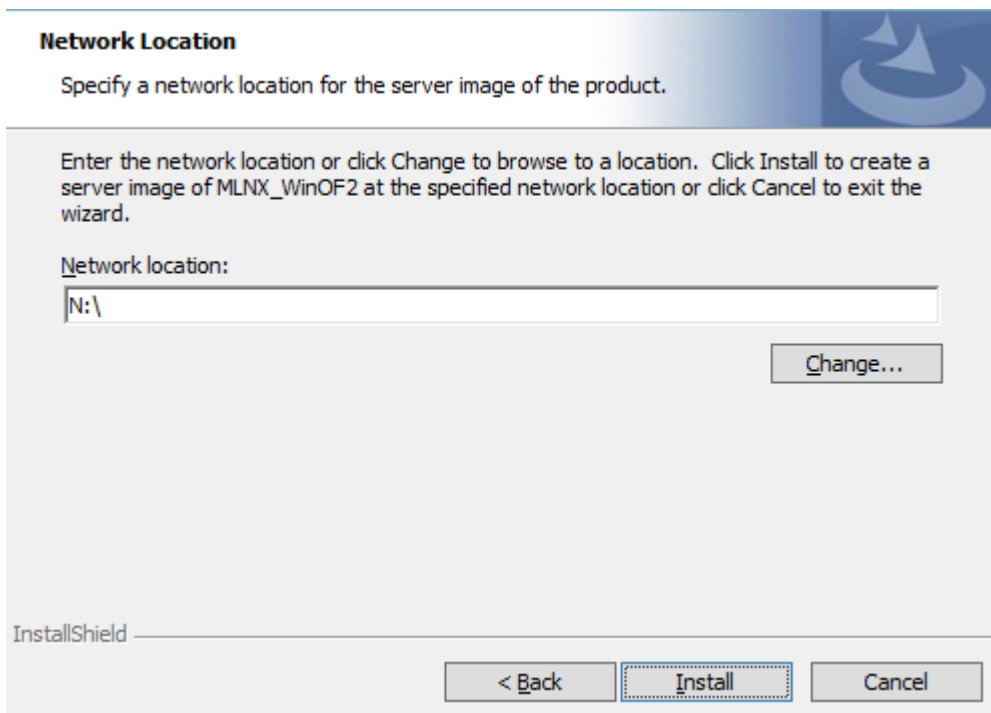 Network Location
Specify a network location for the server image of the product.
Enter the network location or click Change to browse to a location.  Click Install to create a
server image of MLNX_WinOF2 at the specified network location or click Cancel to exit the
wizard.
Network location:
N:\
Change...
InstallShield
< Back
Install
Cancel